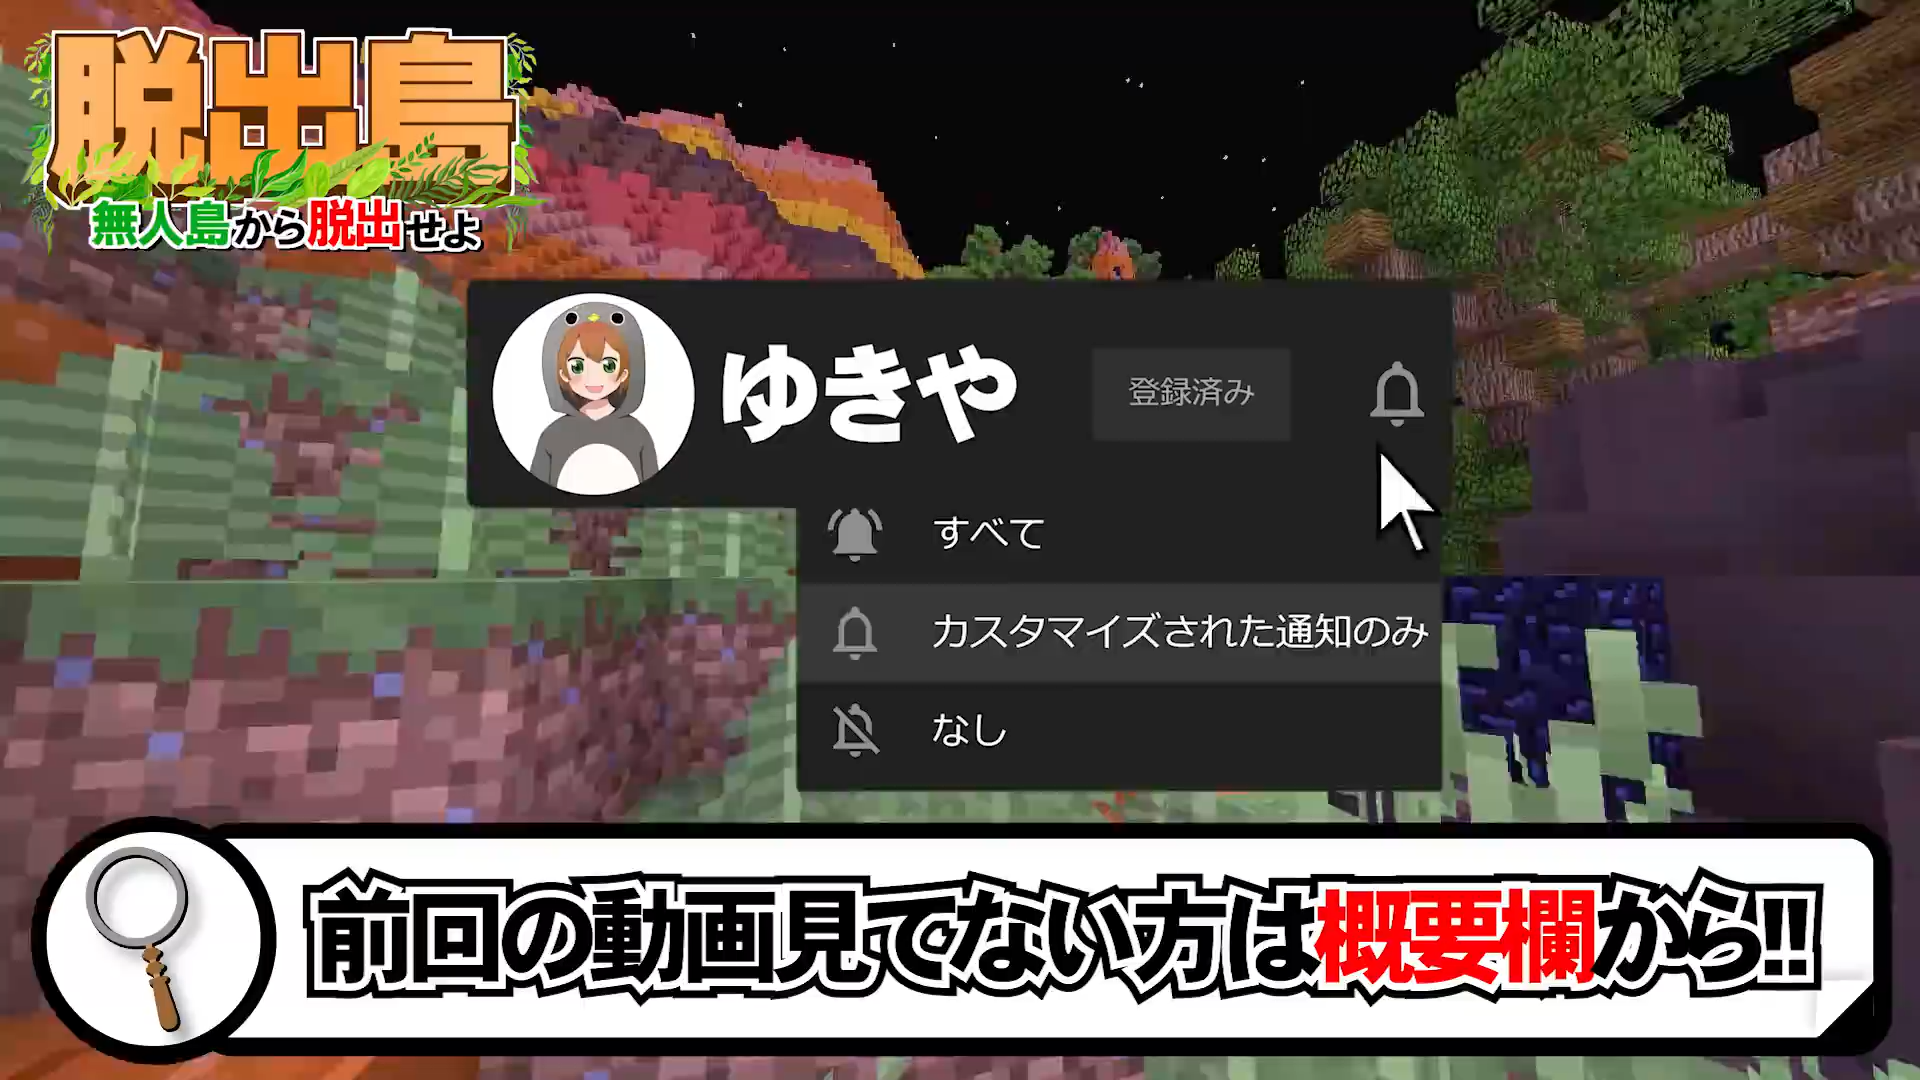 脱出島
無人島から脱出せよ
ゆきや
登録済み
すべて
カスタマイズされた通知のみ
なし
前回の動画見てない方は概要欄から!!